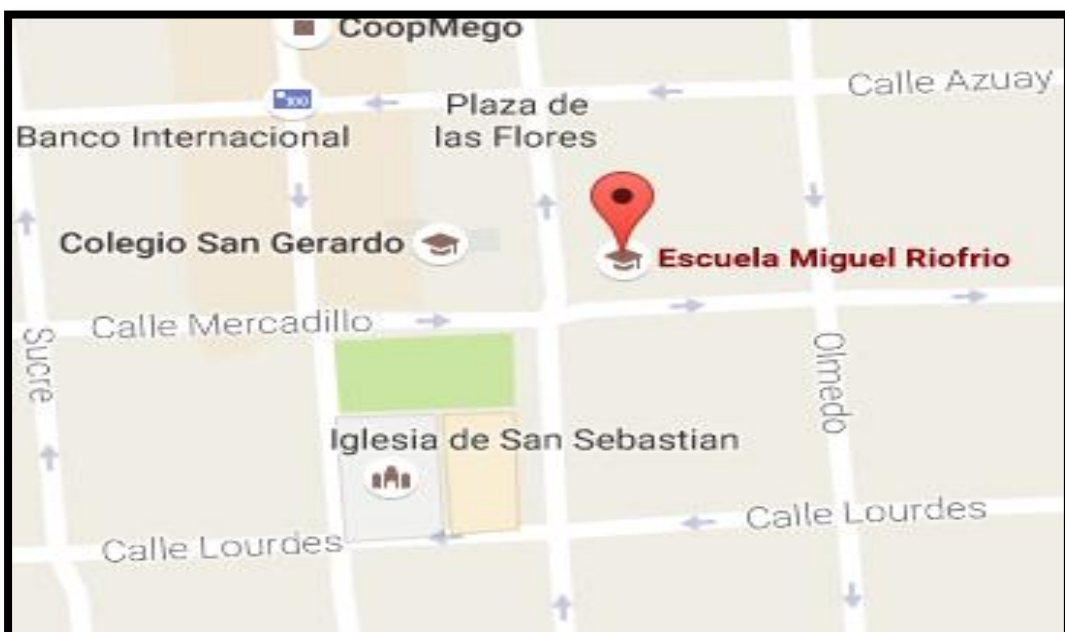 CoopMego
Calle Azuay
100
Plaza de
las Flores
Banco Internacional
Colegio San Gerardo
Escuela Miguel Riofrio
Calle Mercadillo
Sucre
Olmedo
Iglesia de San Sebastian
Calle Lourdes
Calle Lourdes